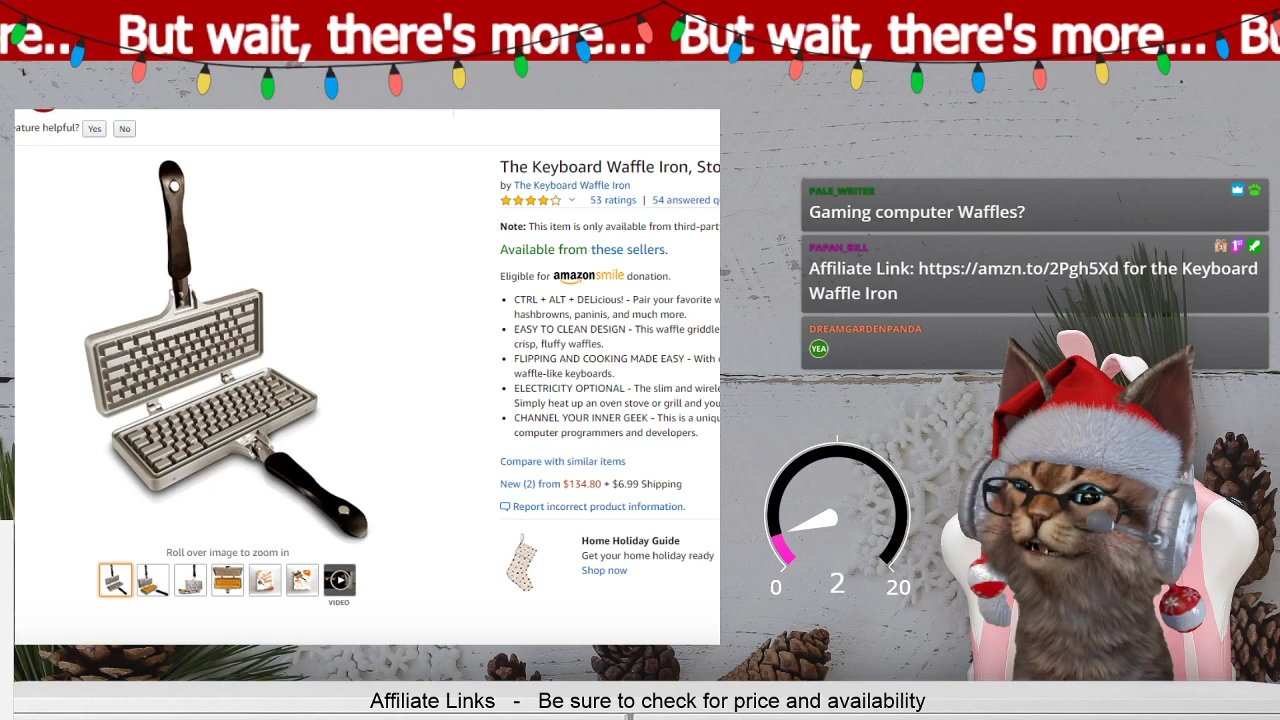 re... But wait, there's more... But wait, there's more... Bu
eature helpful? Yes No
The Keyboard Waffle Iron, Sto
by The Keyboard Waffle Iron
53 ratings | 54 answered q
Note: This item is only available from third-part
Available from these sellers.
Eligible for amazonsmile donation.
• CTRL + ALT + DELicious! - Pair your favorite w
hashbrowns, paninis, and much more.
• EASY TO CLEAN DESIGN - This waffle griddle
crisp, fluffy waffles.
• FLIPPING AND COOKING MADE EASY - With
waffle-like keyboards.
• ELECTRICITY OPTIONAL - The slim and wirele
Simply heat up an oven stove or grill and you
• CHANNEL YOUR INNER GEEK - This is a uniqu
computer programmers and developers.
Compare with similar items
New (2) from $134.80 + $6.99 Shipping
Report incorrect product information.
Roll over image to zoom in
VIDEO
Home Holiday Guide
Get your home holiday ready
Shop now
PALE_WRITER
Gaming computer Waffles?
PAPAH_BILL
Affiliate Link: https://amzn.to/2Pgh5Xd for the Keyboard
Waffle Iron
DREAMGARDENPANDA
YEA
0 2 20
Affiliate Links - Be sure to check for price and availability